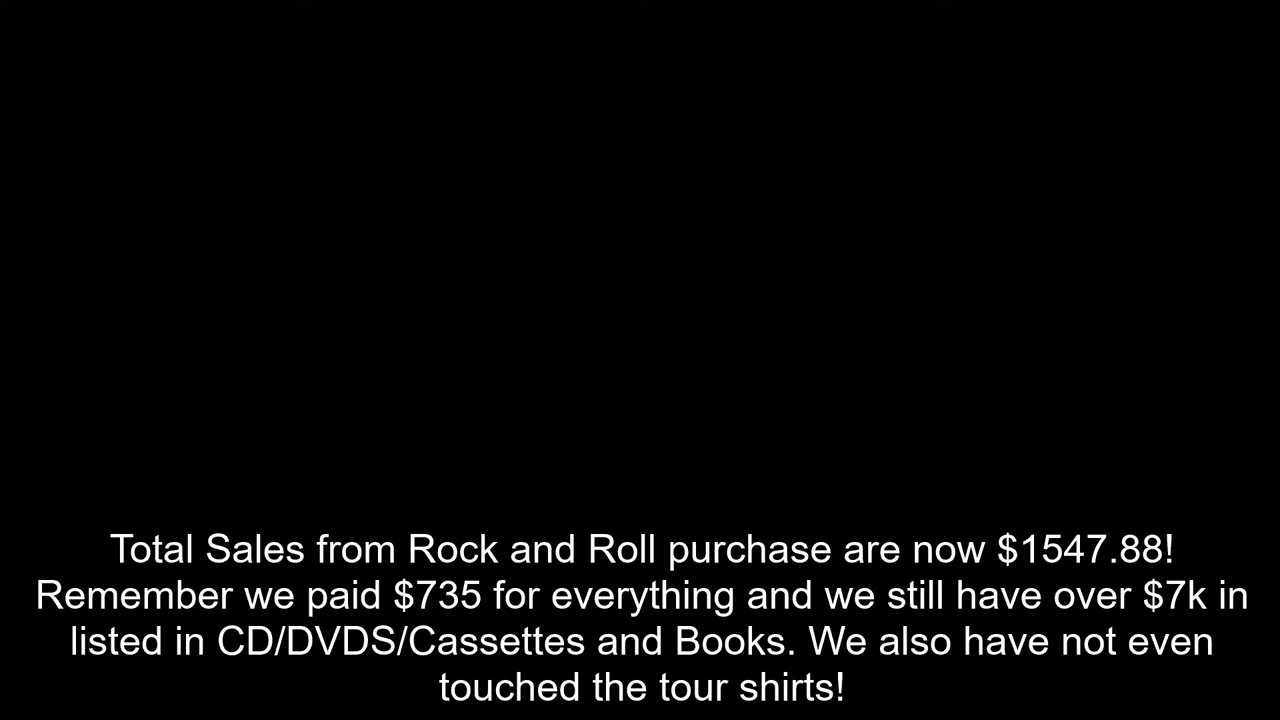 Total Sales from Rock and Roll purchase are now $1547.88!
Remember we paid $735 for everything and we still have over $7k in
listed in CD/DVDS/Cassettes and Books. We also have not even
touched the tour shirts!